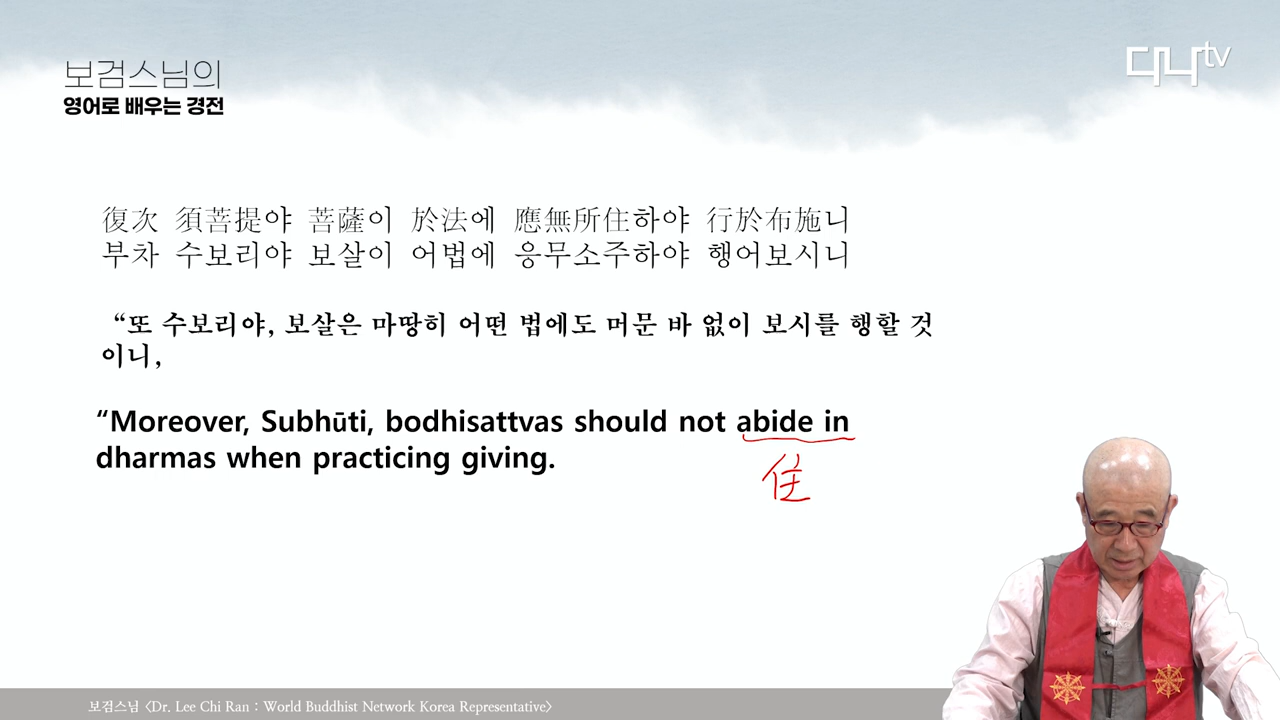 보검스님의
영어로 배우는 경전
다나tv
復次 須菩提야 菩薩이 於法에 應無所住하야 行於布施니
부차 수보리야 보살이 어법에 응무소주하야 행어보시니
“또 수보리야, 보살은 마땅히 어떤 법에도 머문 바 없이 보시를 행할 것
이니,
“Moreover, Subhūti, bodhisattvas should not abide in
dharmas when practicing giving.
住
보검스님 <Dr. Lee Chi Ran : World Buddhist Network Korea Representative>